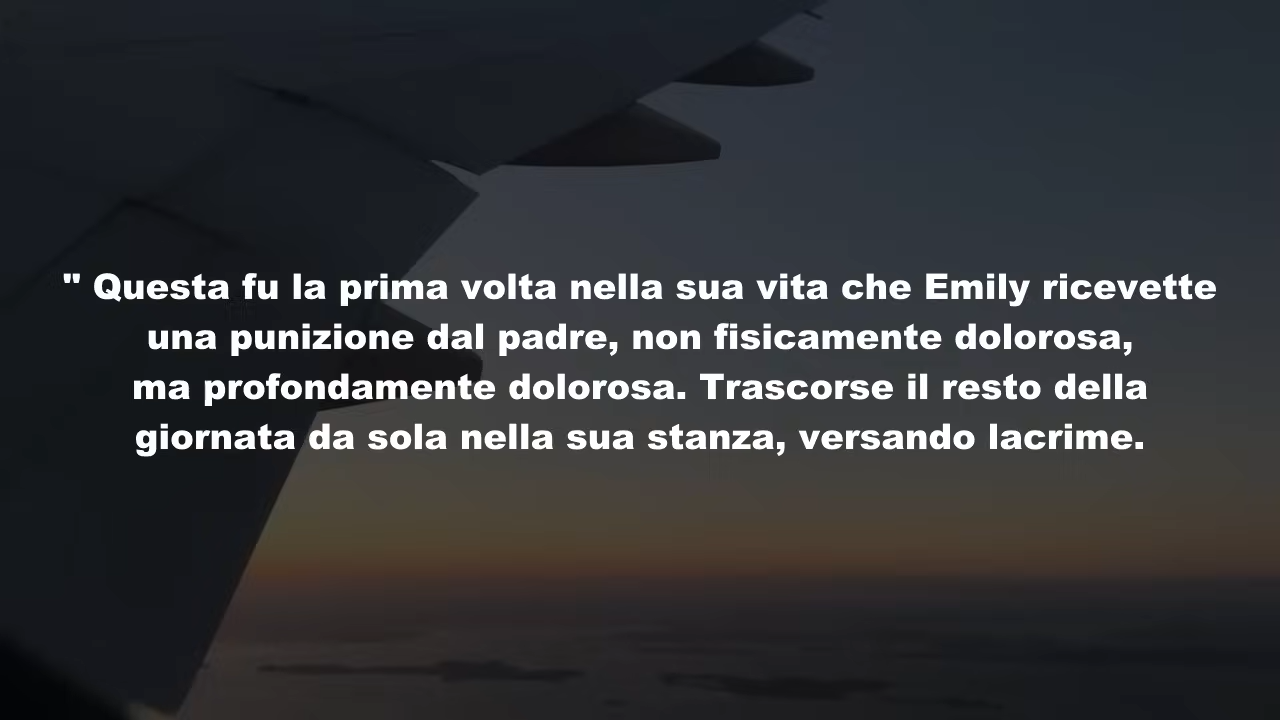 " Questa fu la prima volta nella sua vita che Emily ricevette
una punizione dal padre, non fisicamente dolorosa,
ma profondamente dolorosa. Trascorse il resto della
giornata da sola nella sua stanza, versando lacrime.